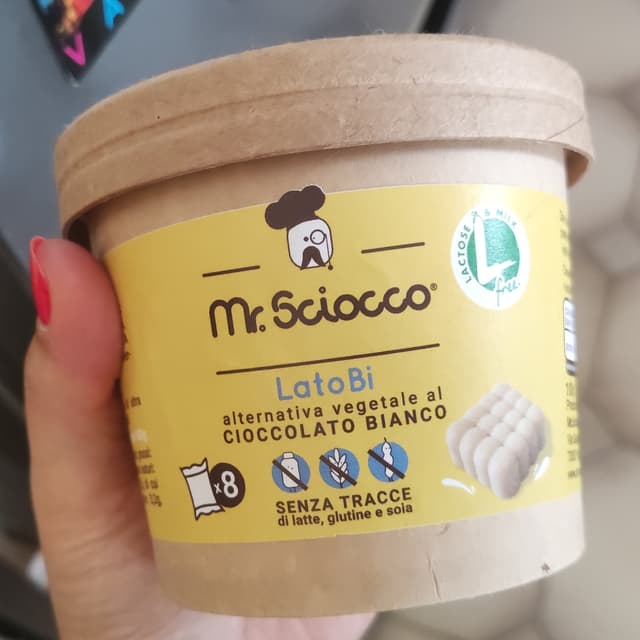 Mr. Sciocco®
LACTOSE & MILK
free
LatoBi
alternativa vegetale al
CIOCCOLATO BIANCO
x8
SENZA TRACCE
di latte, glutine e soia